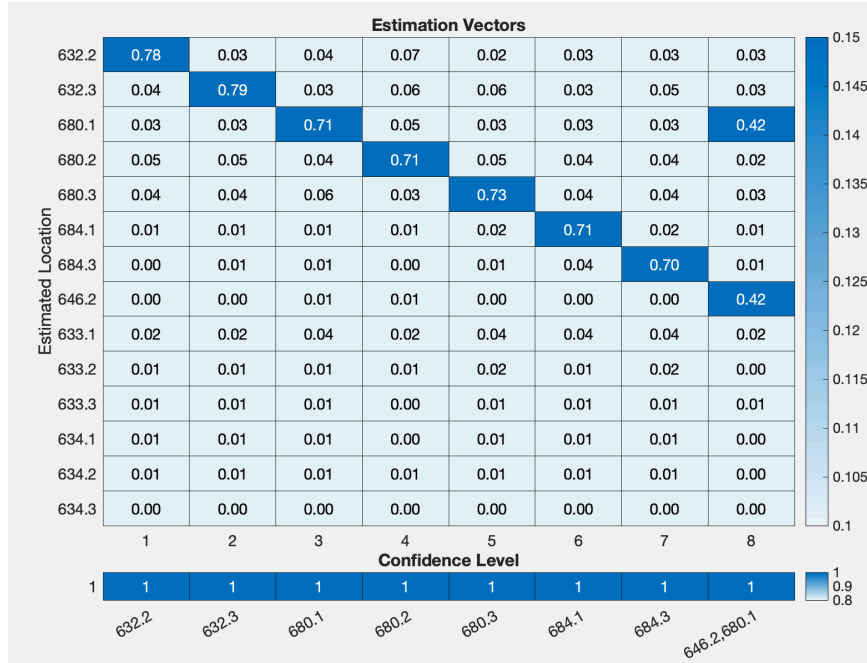 Estimation Vectors
632.2 0.78 0.03 0.04 0.07 0.02 0.03 0.03 0.03 0.15
632.3 0.04 0.79 0.03 0.06 0.06 0.03 0.05 0.03 0.145
680.1 0.03 0.03 0.71 0.05 0.03 0.03 0.03 0.42 0.14
680.2 0.05 0.05 0.04 0.71 0.05 0.04 0.04 0.02
680.3 0.04 0.04 0.06 0.03 0.73 0.04 0.04 0.03 0.135
684.1 0.01 0.01 0.01 0.01 0.02 0.71 0.02 0.01 0.13
684.3 0.00 0.01 0.01 0.00 0.01 0.04 0.70 0.01
646.2 0.00 0.00 0.01 0.01 0.00 0.00 0.00 0.42 0.125
633.1 0.02 0.02 0.04 0.02 0.04 0.04 0.04 0.02 0.12
633.2 0.01 0.01 0.01 0.01 0.02 0.01 0.02 0.00 0.115
633.3 0.01 0.01 0.01 0.00 0.01 0.01 0.01 0.01
634.1 0.01 0.01 0.01 0.00 0.01 0.01 0.01 0.00 0.11
634.2 0.01 0.01 0.00 0.00 0.01 0.01 0.01 0.00 0.105
634.3 0.00 0.00 0.00 0.00 0.00 0.00 0.00 0.00 0.1
Estimated Location
1 2 3 4 5 6 7 8
Confidence Level
1 1 1 1 1 1 1 1 1 1
0.9
0.8
632.2 632.3 680.1 680.2 680.3 684.1 684.3 646.2,680.1